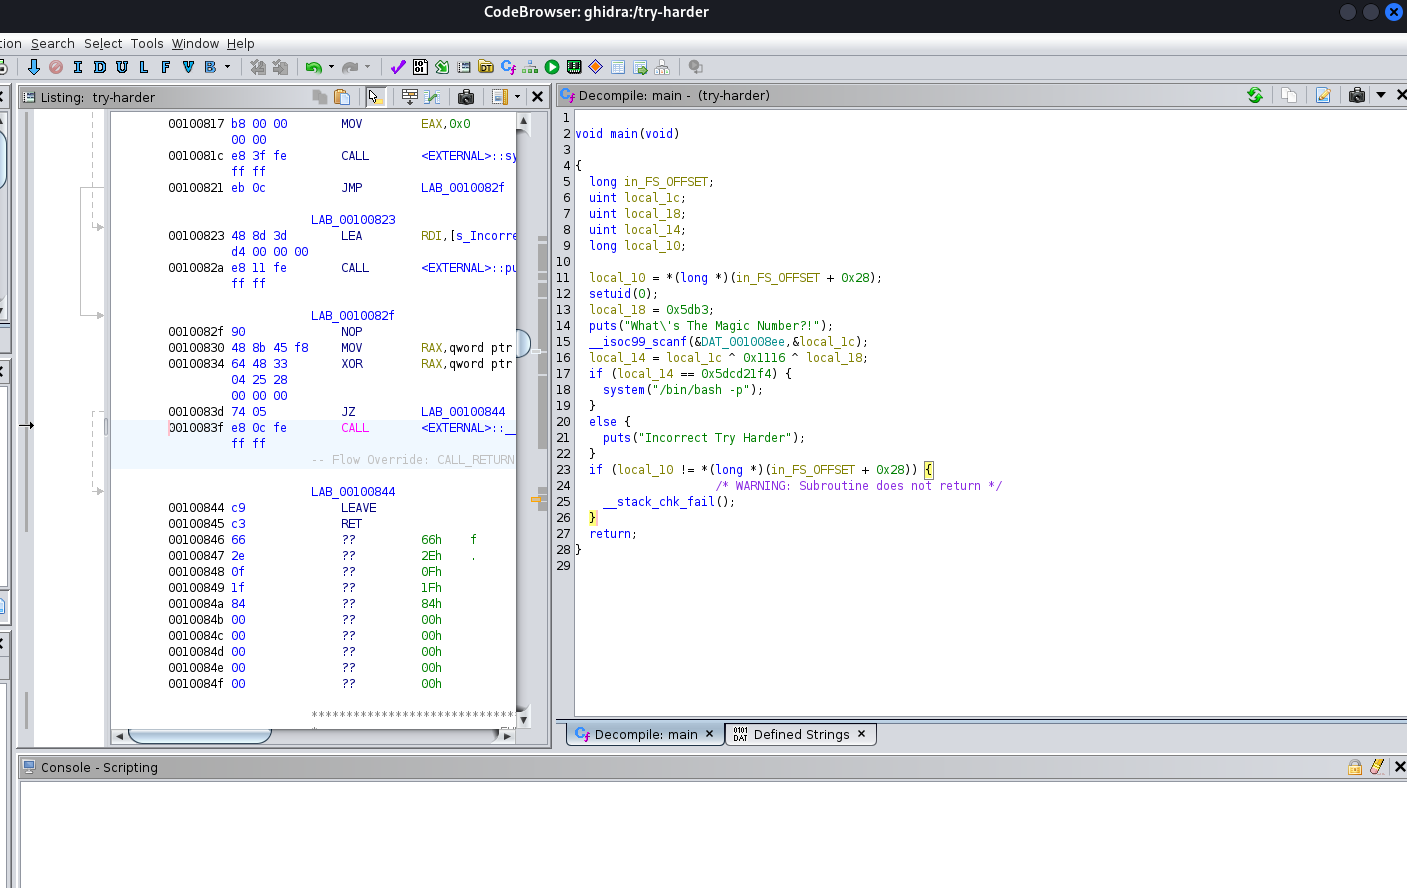 CodeBrowser: ghidra:/try-harder
tion Search Select Tools Window Help
I D U L F V B
Listing: try-harder
00100817 b8 00 00 MOV EAX,0x0
00 00
0010081c e8 3f fe CALL <EXTERNAL>::sy
ff ff
00100821 eb 0c JMP LAB_0010082f
LAB_00100823
00100823 48 8d 3d LEA RDI,[s_Incorre
d4 00 00 00
0010082a e8 11 fe CALL <EXTERNAL>::pu
ff ff
LAB_0010082f
0010082f 90 NOP
00100830 48 8b 45 f8 MOV RAX,qword ptr
00100834 64 48 33 XOR RAX,qword ptr
04 25 28
00 00 00
0010083d 74 05 JZ LAB_00100844
0010083f e8 0c fe CALL <EXTERNAL>::__
ff ff
-- Flow Override: CALL_RETURN
LAB_00100844
00100844 c9 LEAVE
00100845 c3 RET
00100846 66 ?? 66h f
00100847 2e ?? 2Eh .
00100848 0f ?? 0Fh
00100849 1f ?? 1Fh
0010084a 84 ?? 84h
0010084b 00 ?? 00h
0010084c 00 ?? 00h
0010084d 00 ?? 00h
0010084e 00 ?? 00h
0010084f 00 ?? 00h
*****************************
Decompile: main - (try-harder)
1
2 void main(void)
3
4 {
5 long in_FS_OFFSET;
6 uint local_1c;
7 uint local_18;
8 uint local_14;
9 long local_10;
10
11 local_10 = *(long *)(in_FS_OFFSET + 0x28);
12 setuid(0);
13 local_18 = 0x5db3;
14 puts("What\'s The Magic Number?!");
15 __isoc99_scanf(&DAT_001008ee,&local_1c);
16 local_14 = local_1c ^ 0x1116 ^ local_18;
17 if (local_14 == 0x5dcd21f4) {
18 system("/bin/bash -p");
19 }
20 else {
21 puts("Incorrect Try Harder");
22 }
23 if (local_10 != *(long *)(in_FS_OFFSET + 0x28)) {
24 /* WARNING: Subroutine does not return */
25 __stack_chk_fail();
26 }
27 return;
28 }
29
Decompile: main ×
Defined Strings ×
Console - Scripting